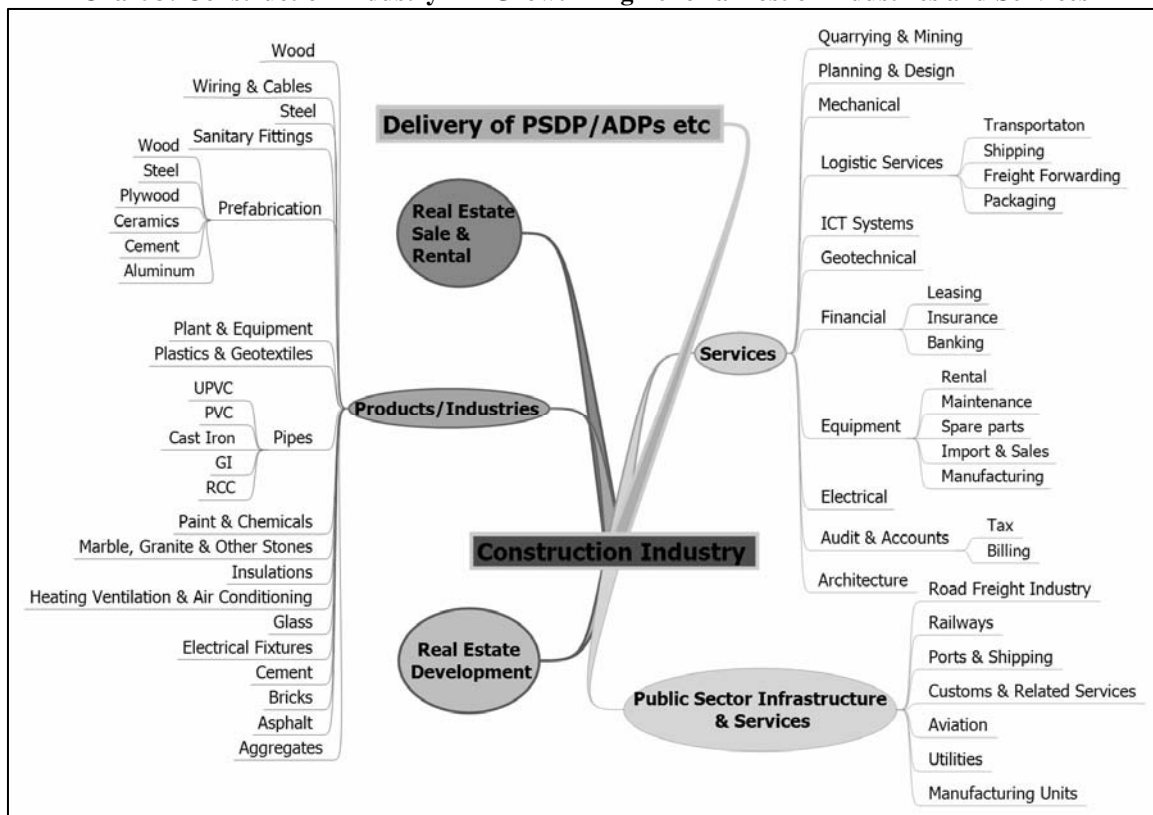 Wood
Wiring & Cables
Steel
Sanitary Fittings
Wood
Steel
Plywood
Ceramics
Cement
Aluminum
Prefabrication
Plant & Equipment
Plastics & Geotextiles
UPVC
PVC
Cast Iron
GI
RCC
Pipes
Paint & Chemicals
Marble, Granite & Other Stones
Insulations
Heating Ventilation & Air Conditioning
Glass
Electrical Fixtures
Cement
Bricks
Asphalt
Aggregates
Products/Industries
Delivery of PSDP/ADPs etc
Real Estate
Sale &
Rental
Construction Industry
Real Estate
Development
Services
Quarrying & Mining
Planning & Design
Mechanical
Logistic Services
Transportaton
Shipping
Freight Forwarding
Packaging
ICT Systems
Geotechnical
Financial
Leasing
Insurance
Banking
Equipment
Rental
Maintenance
Spare parts
Import & Sales
Manufacturing
Electrical
Audit & Accounts
Tax
Billing
Architecture
Public Sector Infrastructure
& Services
Road Freight Industry
Railways
Ports & Shipping
Customs & Related Services
Aviation
Utilities
Manufacturing Units